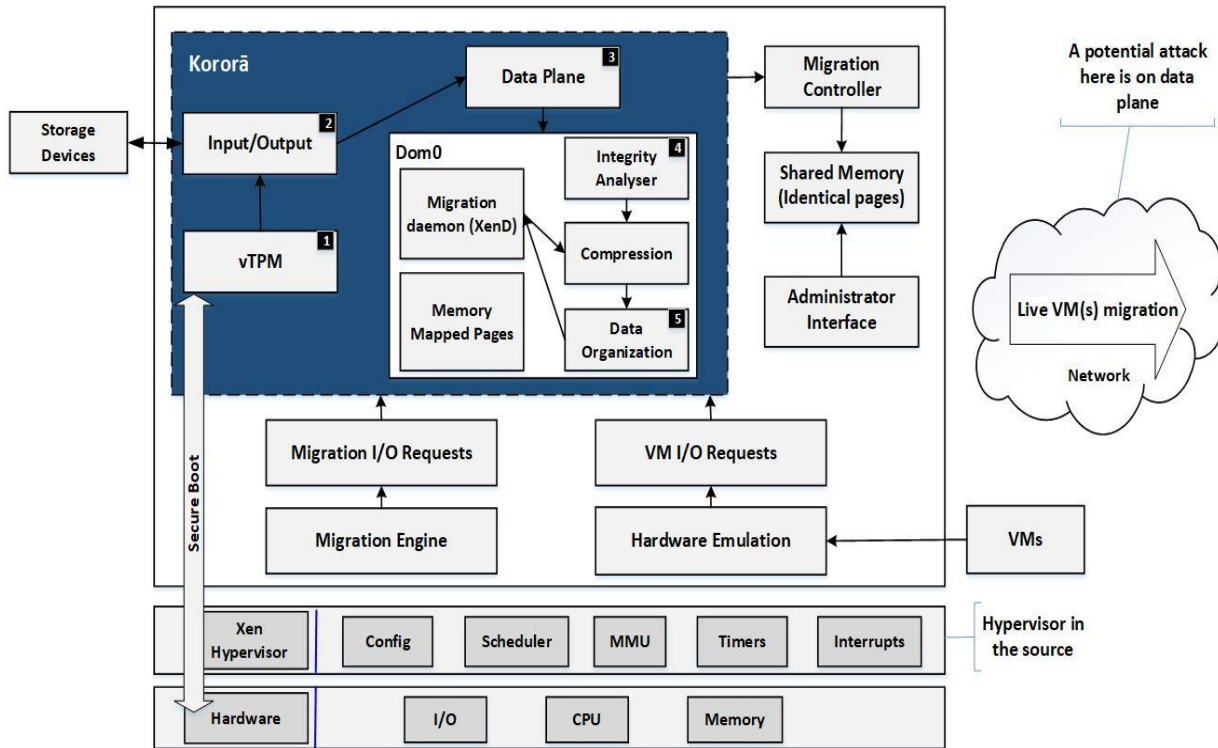 Kororā
Data Plane
3
Migration
Controller
A potential attack
here is on data
plane
Storage
Devices
Input/Output
2
Dom0
Integrity
Analyser
4
Shared Memory
(Identical pages)
Migration
daemon (XenD)
Compression
vTPM
1
Memory
Mapped Pages
Data
Organization
5
Administrator
Interface
Live VM(s) migration
Network
Secure Boot
Migration I/O Requests
VM I/O Requests
Migration Engine
Hardware Emulation
VMs
Xen
Hypervisor
Config
Scheduler
MMU
Timers
Interrupts
Hypervisor in
the source
Hardware
I/O
CPU
Memory